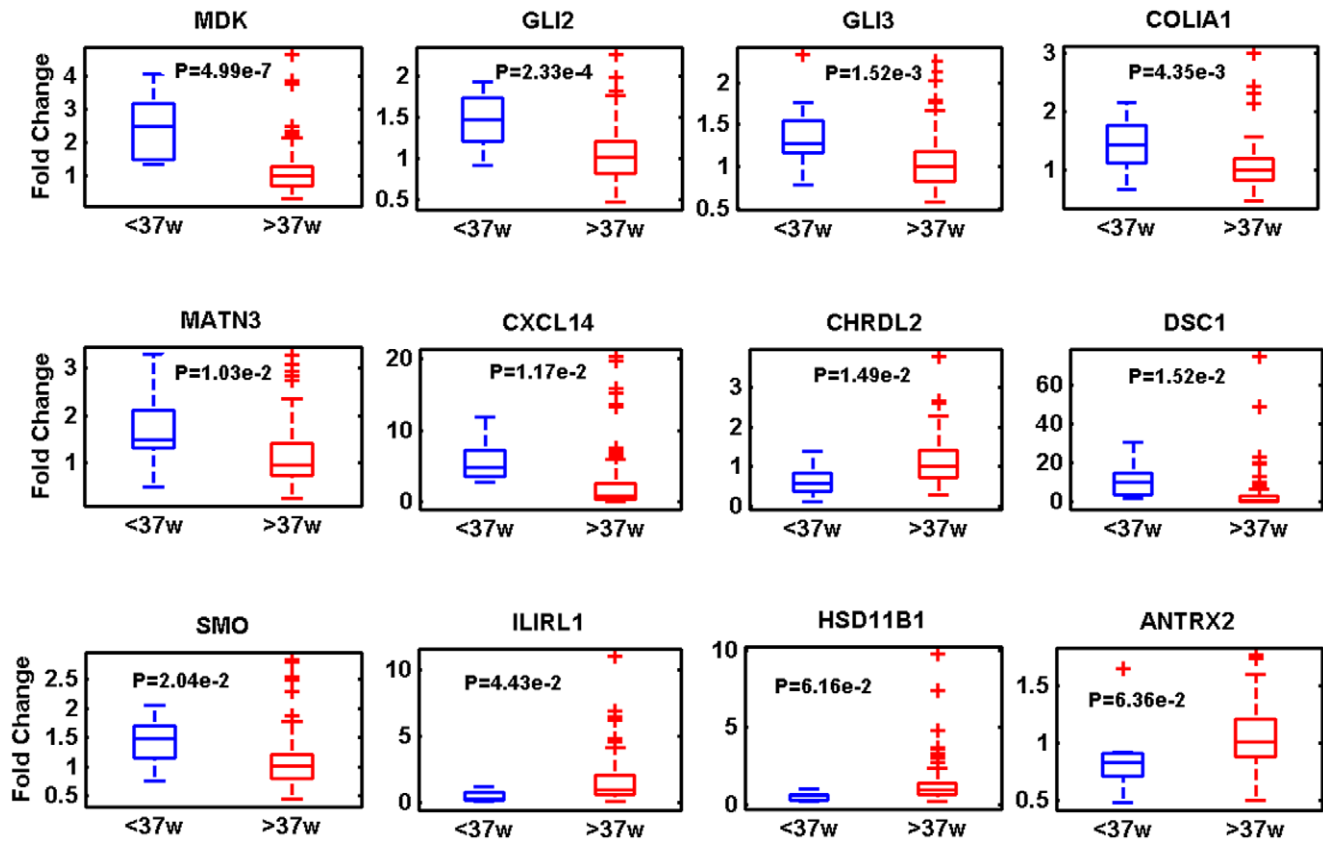 MDK GLI2 GLI3 COLIA1
Fold Change
4
3
2
1
P=4.99e-7
<37w >37w
2
1.5
1
0.5
P=2.33e-4
<37w >37w
2
1.5
1
0.5
P=1.52e-3
<37w >37w
3
2
1
P=4.35e-3
<37w >37w
MATN3 CXCL14 CHRDL2 DSC1
Fold Change
3
2
1
P=1.03e-2
<37w >37w
20
10
0
P=1.17e-2
<37w >37w
3
2
1
0
P=1.49e-2
<37w >37w
60
40
20
0
P=1.52e-2
<37w >37w
SMO ILIRL1 HSD11B1 ANTRX2
Fold Change
2.5
2
1.5
1
0.5
P=2.04e-2
<37w >37w
10
5
0
P=4.43e-2
<37w >37w
10
5
0
P=6.16e-2
<37w >37w
1.5
1
0.5
P=6.36e-2
<37w >37w